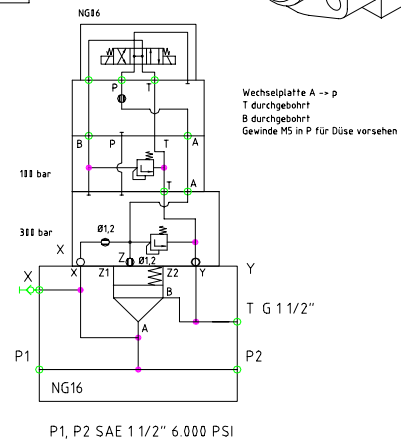 NG06
P T
Wechselplatte A -> p
T durchgebohrt
B durchgebohrt
Gewinde M5 in P für Düse vorsehen
B P T A
100 bar
T A
300 bar
Ø1,2
X Z Ø1,2
X Z1 Z2 Y Y
X
B
T G 1 1/2"
A
P1 P2
NG16
P1, P2 SAE 1 1/2" 6.000 PSI